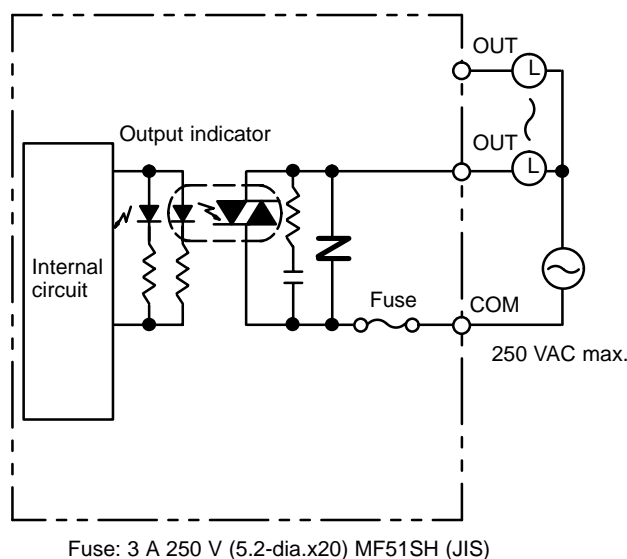 OUT
L
Output indicator
OUT
L
Internal
circuit
Fuse
COM
250 VAC max.
Fuse: 3 A 250 V (5.2-dia.x20) MF51SH (JIS)